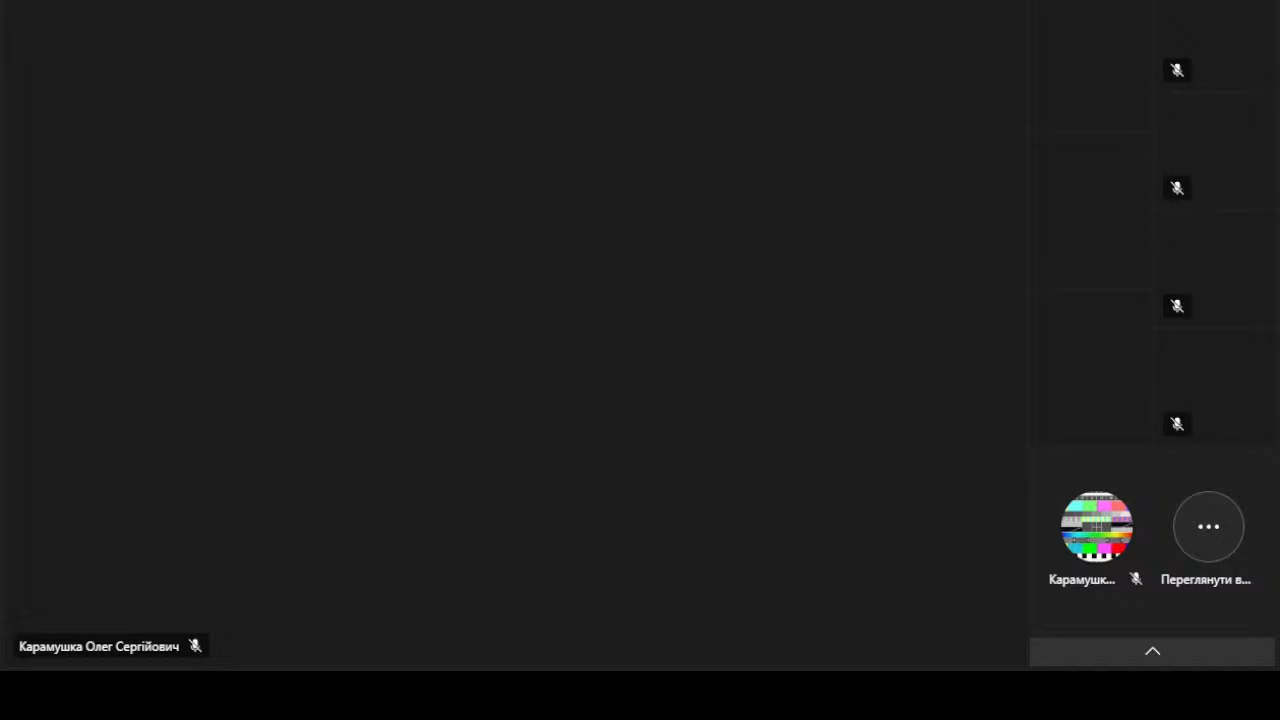 Карамушк...
Переглянути в...
Карамушка Олег Сергійович